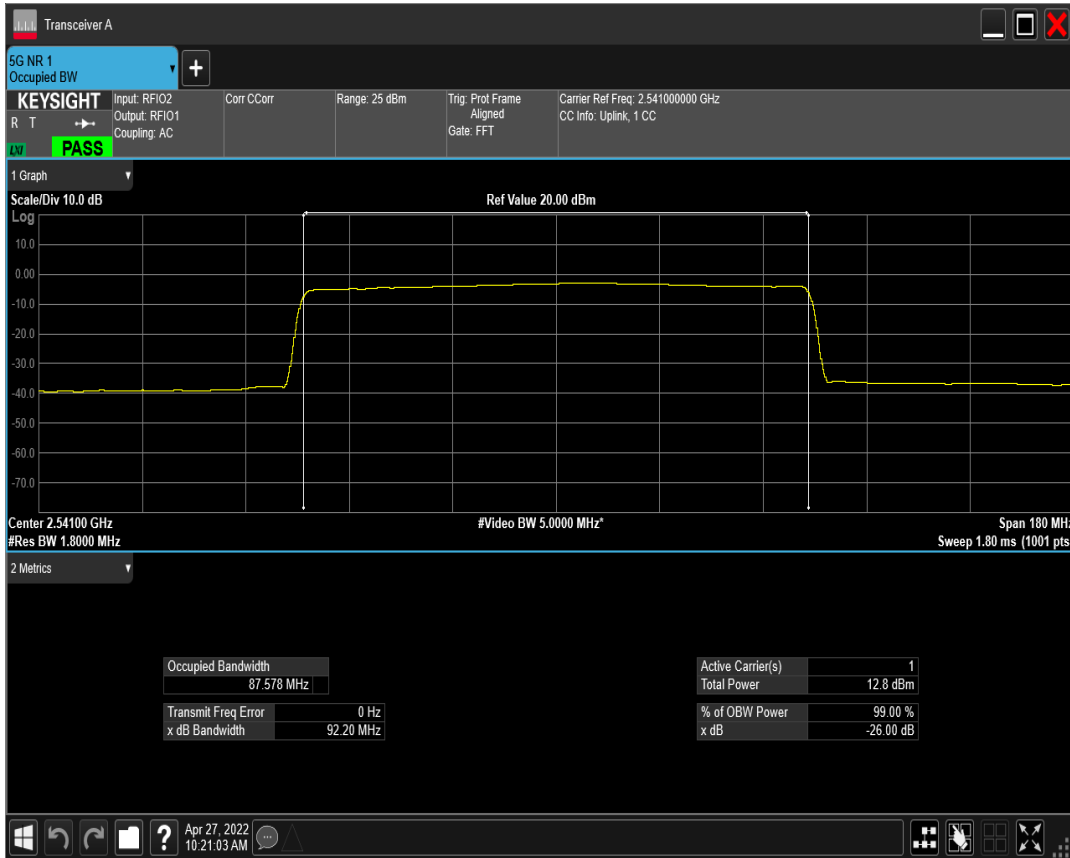 Transceiver A
5G NR 1
Occupied BW
KEYSIGHT
R T
LXI
PASS
Input: RFIO2
Output: RFIO1
Coupling: AC
Corr CCorr
Range: 25 dBm
Trig: Prot Frame
Aligned
Gate: FFT
Carrier Ref Freq: 2.541000000 GHz
CC Info: Uplink, 1 CC
1 Graph
Scale/Div 10.0 dB
Ref Value 20.00 dBm
Log
10.0
0.00
-10.0
-20.0
-30.0
-40.0
-50.0
-60.0
-70.0
Center 2.54100 GHz
#Video BW 5.0000 MHz*
Span 180 MHz
#Res BW 1.8000 MHz
Sweep 1.80 ms (1001 pts
2 Metrics
Occupied Bandwidth
87.578 MHz
Transmit Freq Error 0 Hz
x dB Bandwidth 92.20 MHz
Active Carrier(s) 1
Total Power 12.8 dBm
% of OBW Power 99.00 %
x dB -26.00 dB
?
Apr 27, 2022
10:21:03 AM